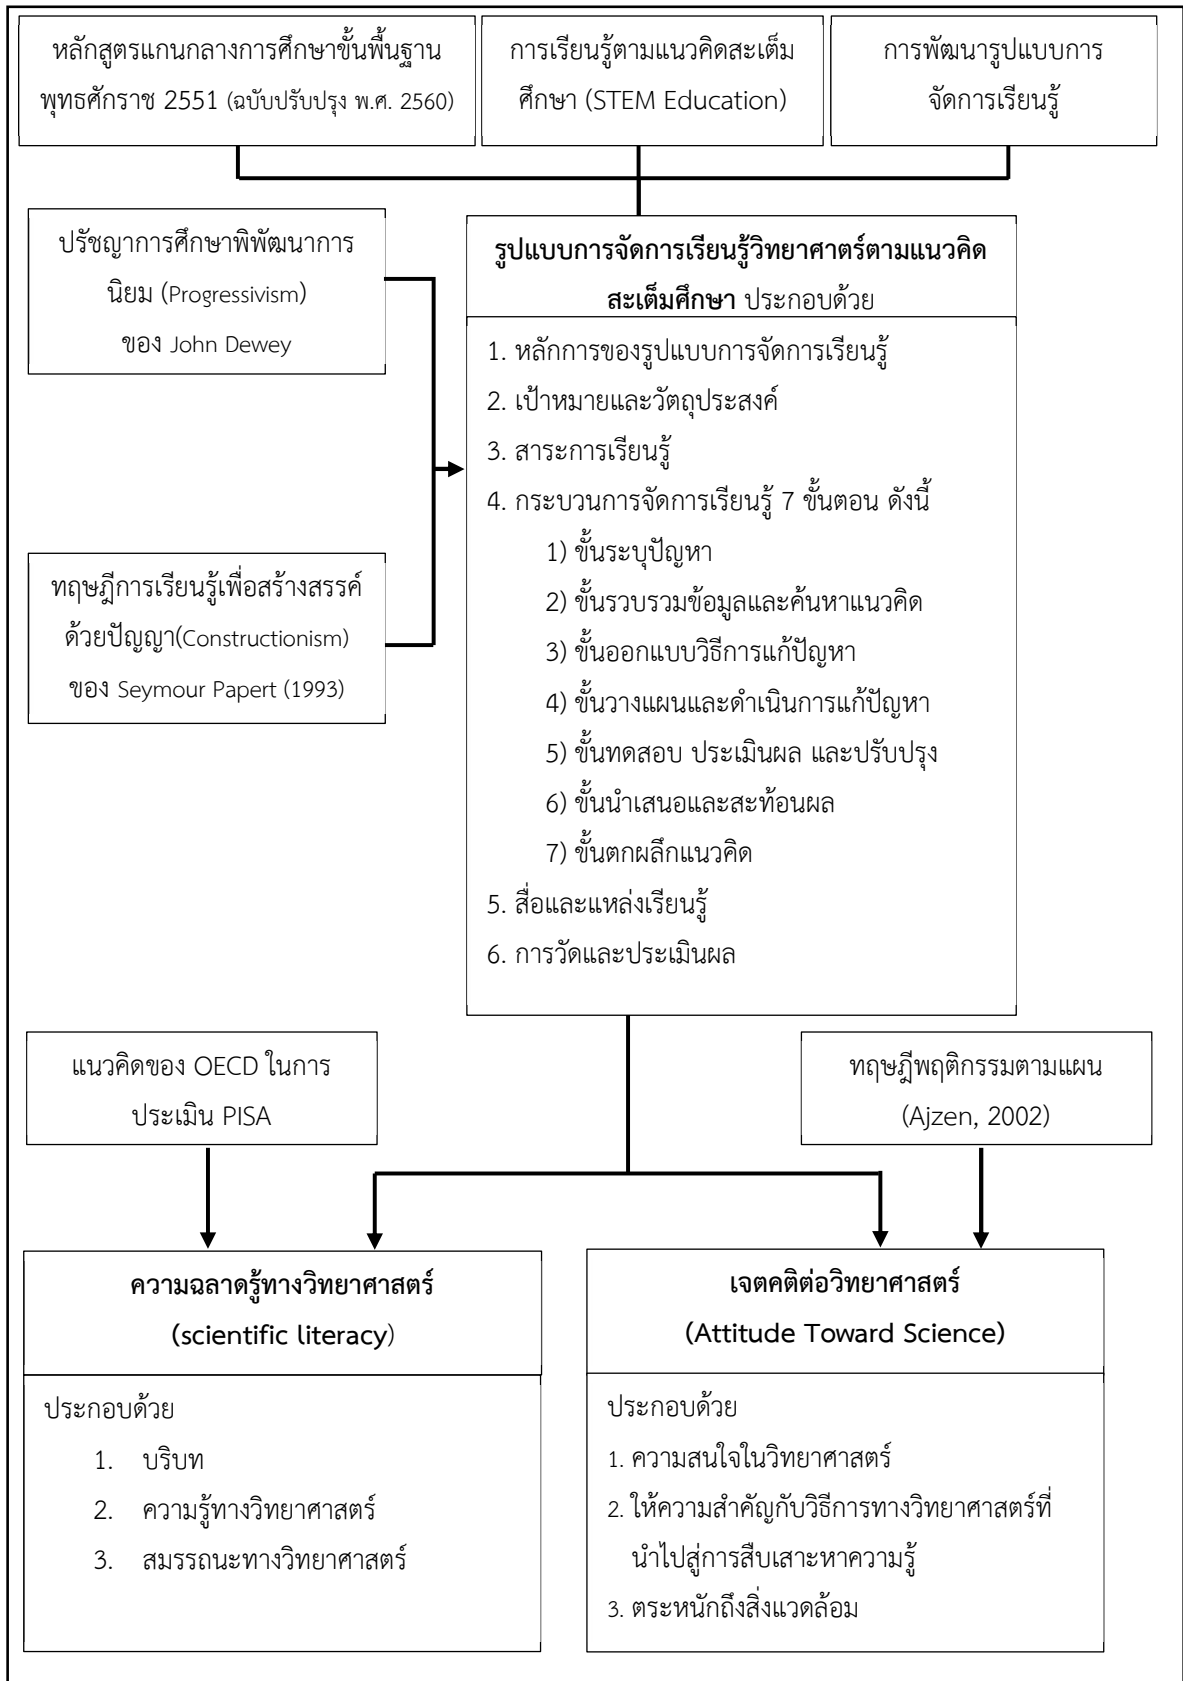 หลักสูตรแกนกลางการศึกษาขั้นพื้นฐาน
พุทธศักราช 2551 (ฉบับปรับปรุง พ.ศ. 2560)
การเรียนรู้ตามแนวคิดสะเต็ม
ศึกษา (STEM Education)
การพัฒนารูปแบบการ
จัดการเรียนรู้
ปรัชญาการศึกษาพิพัฒนาการ
นิยม (Progressivism)
ของ John Dewey
ทฤษฎีการเรียนรู้เพื่อสร้างสรรค์
ด้วยปัญญา(Constructionism)
ของ Seymour Papert (1993)
รูปแบบการจัดการเรียนรู้วิทยาศาตร์ตามแนวคิด
สะเต็มศึกษา ประกอบด้วย
1. หลักการของรูปแบบการจัดการเรียนรู้
2. เป้าหมายและวัตถุประสงค์
3. สาระการเรียนรู้
4. กระบวนการจัดการเรียนรู้ 7 ขั้นตอน ดังนี้
1) ขั้นระบุปัญหา
2) ขั้นรวบรวมข้อมูลและค้นหาแนวคิด
3) ขั้นออกแบบวิธีการแก้ปัญหา
4) ขั้นวางแผนและดำเนินการแก้ปัญหา
5) ขั้นทดสอบ ประเมินผล และปรับปรุง
6) ขั้นนำเสนอและสะท้อนผล
7) ขั้นตกผลึกแนวคิด
5. สื่อและแหล่งเรียนรู้
6. การวัดและประเมินผล
แนวคิดของ OECD ในการ
ประเมิน PISA
ทฤษฎีพฤติกรรมตามแผน
(Ajzen, 2002)
ความฉลาดรู้ทางวิทยาศาสตร์
(scientific literacy)
ประกอบด้วย
1. บริบท
2. ความรู้ทางวิทยาศาสตร์
3. สมรรถนะทางวิทยาศาสตร์
เจตคติต่อวิทยาศาสตร์
(Attitude Toward Science)
ประกอบด้วย
1. ความสนใจในวิทยาศาสตร์
2. ให้ความสำคัญกับวิธีการทางวิทยาศาสตร์ที่
นำไปสู่การสืบเสาะหาความรู้
3. ตระหนักถึงสิ่งแวดล้อม